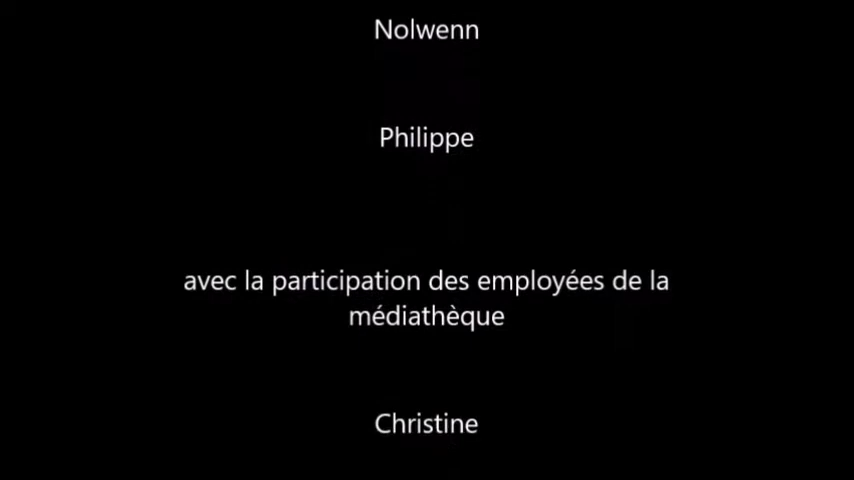 Nolwenn
Philippe
avec la participation des employées de la
médiathèque
Christine